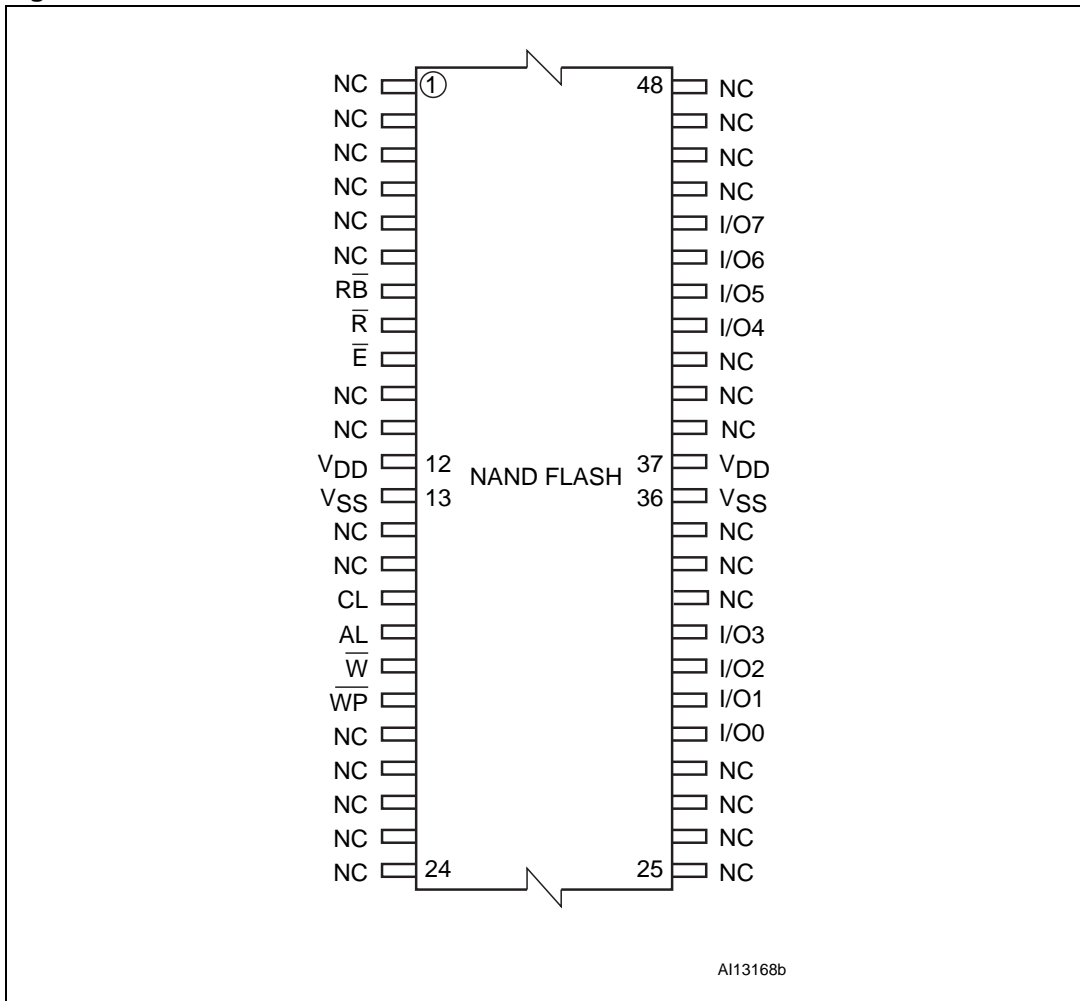 NC ① 48 NC
NC NC
NC NC
NC NC
NC I/O7
NC I/O6
RB̅ I/O5
R̅ I/O4
E̅ NC
NC NC
NC NC
VDD 12 NAND FLASH 37 VDD
VSS 13 36 VSS
NC NC
NC NC
CL NC
AL I/O3
W̅ I/O2
W̅P̅ I/O1
NC I/O0
NC NC
NC NC
NC NC
NC 24 25 NC
AI13168b